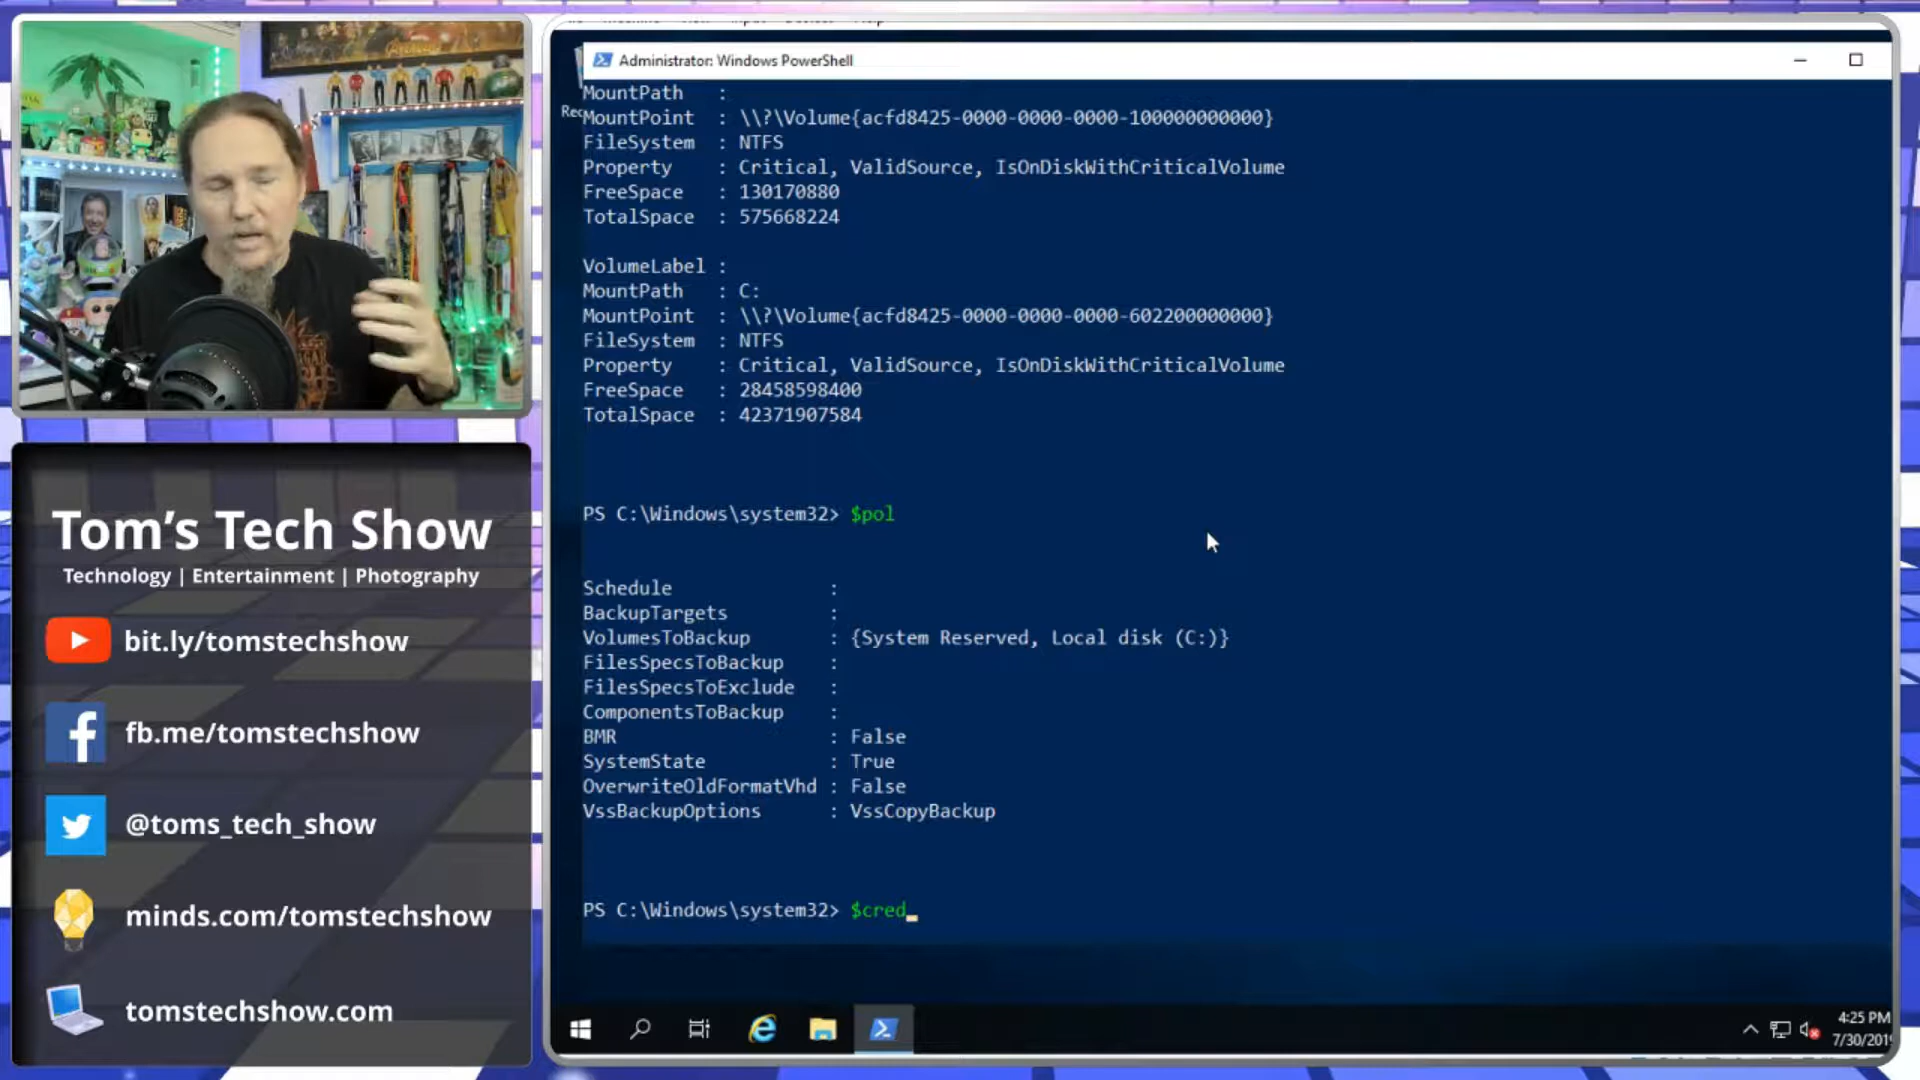 Administrator: Windows PowerShell
MountPath :
MountPoint : \\?\Volume{acfd8425-0000-0000-0000-100000000000}
FileSystem : NTFS
Property : Critical, ValidSource, IsOnDiskWithCriticalVolume
FreeSpace : 130170880
TotalSpace : 575668224
VolumeLabel :
MountPath : C:
MountPoint : \\?\Volume{acfd8425-0000-0000-0000-602200000000}
FileSystem : NTFS
Property : Critical, ValidSource, IsOnDiskWithCriticalVolume
FreeSpace : 28458598400
TotalSpace : 42371907584
PS C:\Windows\system32> $pol
Schedule :
BackupTargets :
VolumesToBackup : {System Reserved, Local disk (C:)}
FilesSpecsToBackup :
FilesSpecsToExclude :
ComponentsToBackup :
BMR : False
SystemState : True
OverwriteOldFormatVhd : False
VssBackupOptions : VssCopyBackup
PS C:\Windows\system32> $cred_
4:25 PM
7/30/201
Tom's Tech Show
Technology | Entertainment | Photography
bit.ly/tomstechshow
fb.me/tomstechshow
@toms_tech_show
minds.com/tomstechshow
tomstechshow.com